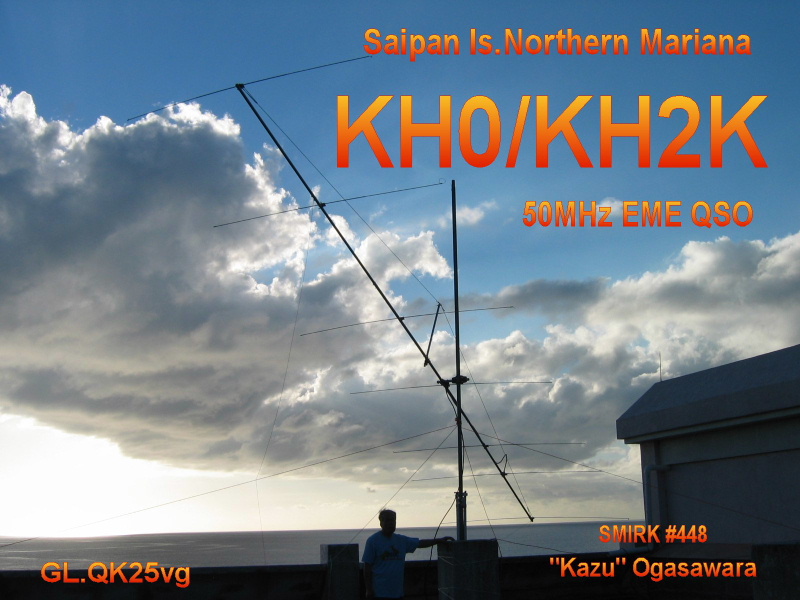 Saipan Is.Northern Mariana
KH0/KH2K
50MHz EME QSO
SMIRK #448
"Kazu" Ogasawara
GL.QK25vg